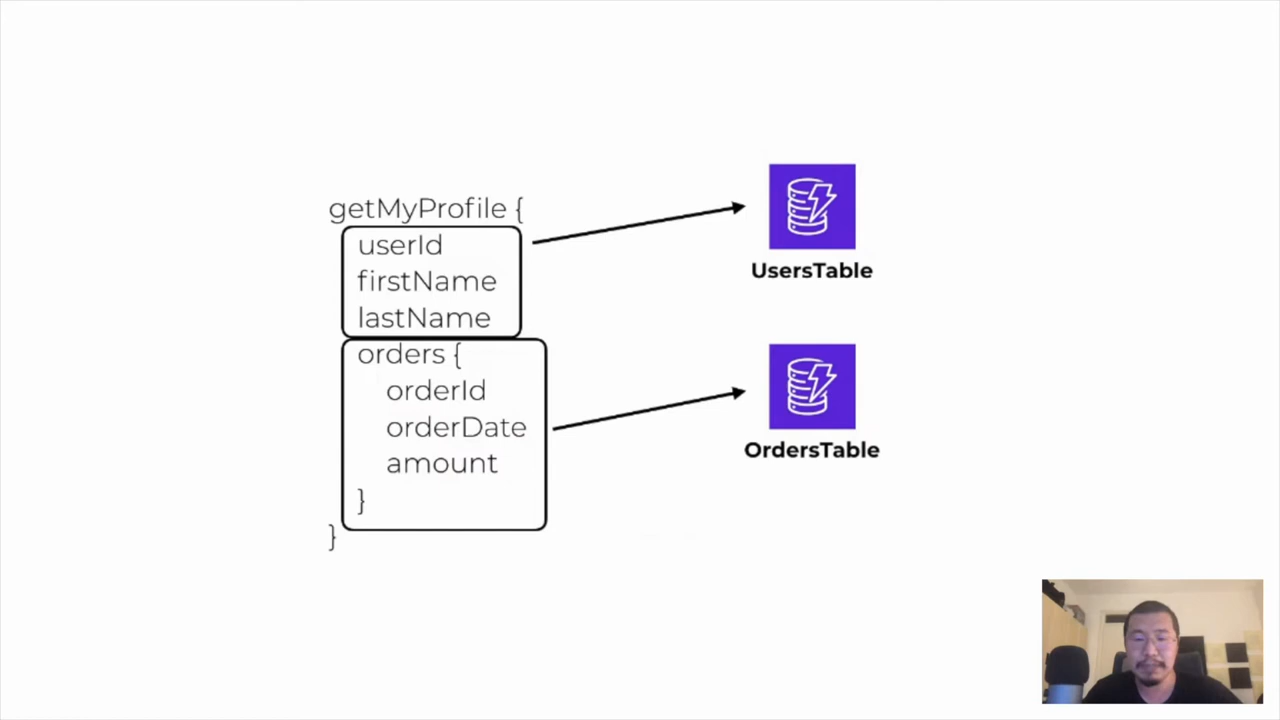 getMyProfile {
userId
firstName
lastName
orders {
orderId
orderDate
amount
}
}
UsersTable
OrdersTable